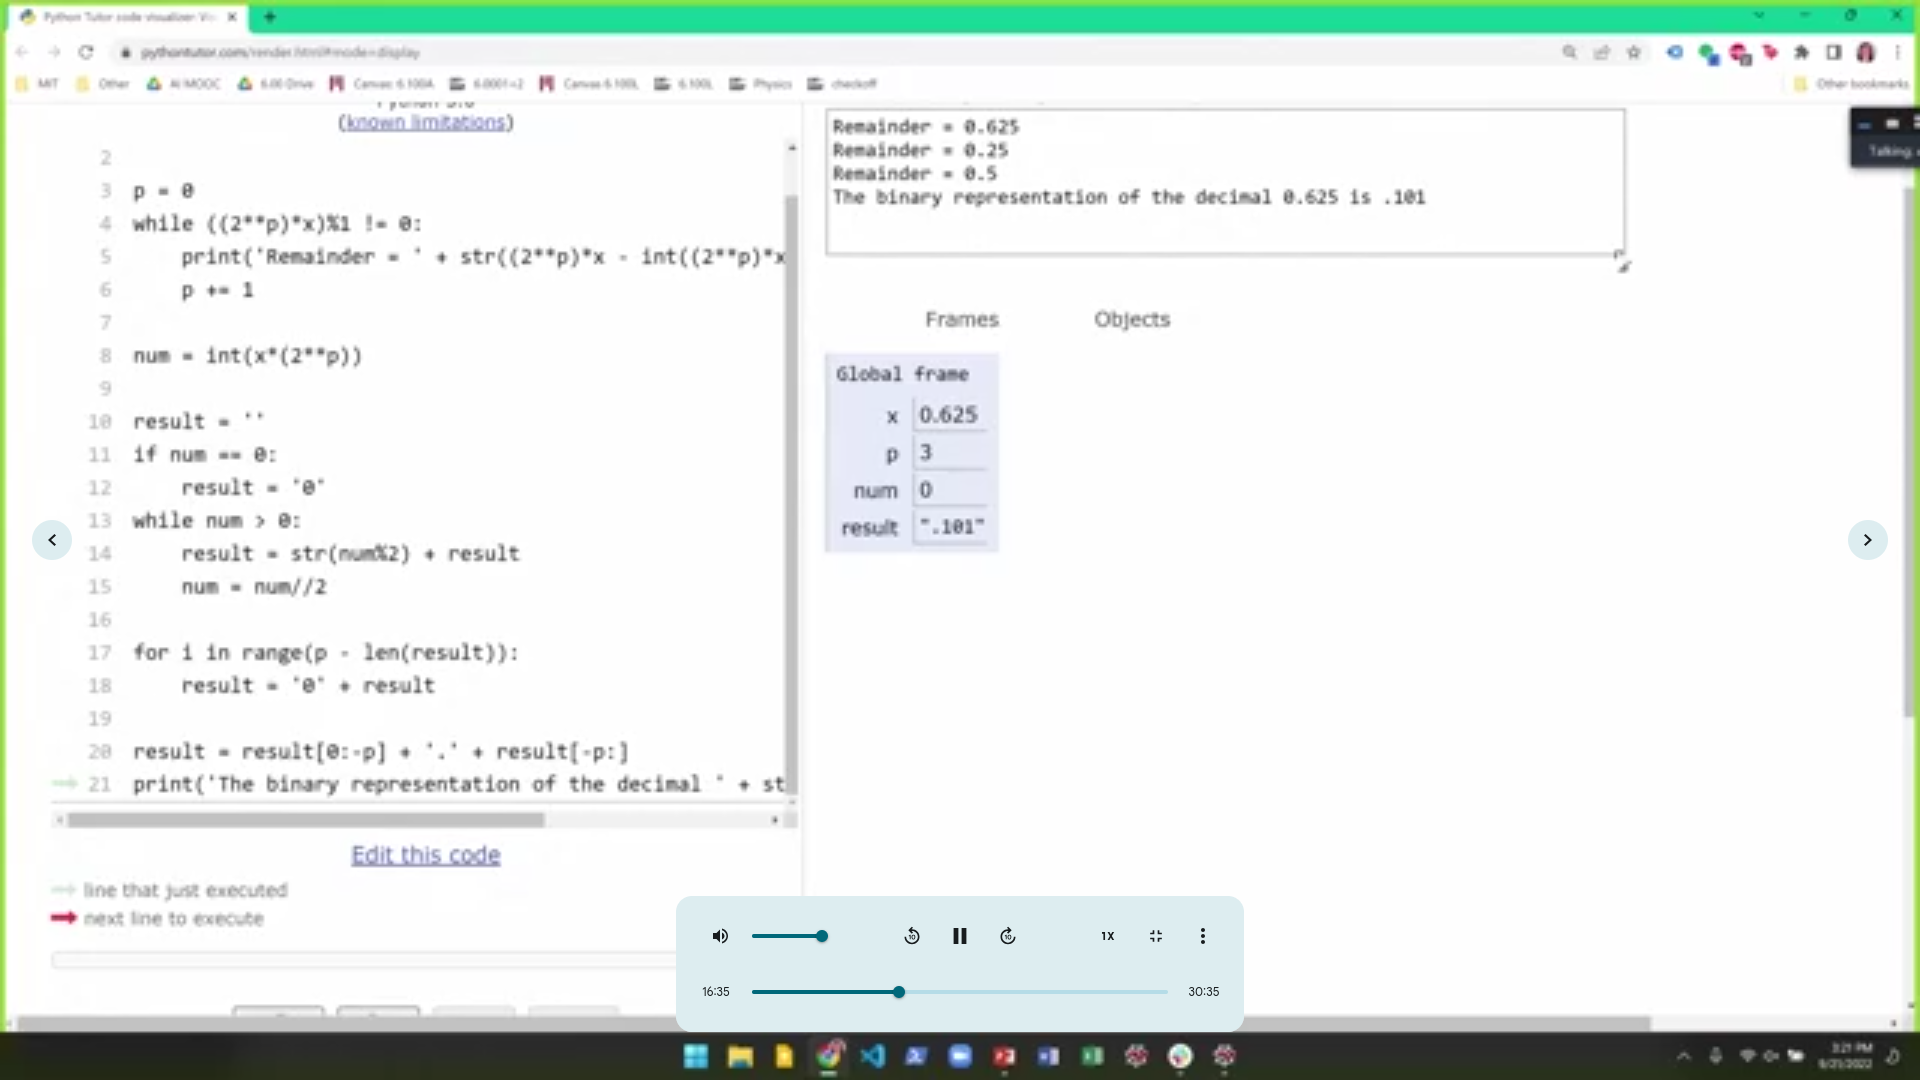 Python Tutor code visualizer: Vi
pythontutor.com/render.html#mode=display
MIT
Other
AI MOOC
6.00 Drive
Canvas: 6.100A
6.0001+2
Canvas 6.100L
6.100L
Physics
checkoff
Other bookmarks
(known limitations)
2
3 p = 0
4 while ((2**p)*x)%1 != 0:
5 print('Remainder = ' + str((2**p)*x - int((2**p)*x
6 p += 1
7
8 num = int(x*(2**p))
9
10 result = ''
11 if num == 0:
12 result = '0'
13 while num > 0:
14 result = str(num%2) + result
15 num = num//2
16
17 for i in range(p - len(result)):
18 result = '0' + result
19
20 result = result[0:-p] + '.' + result[-p:]
21 print('The binary representation of the decimal ' + st
Edit this code
line that just executed
next line to execute
Remainder = 0.625
Remainder = 0.25
Remainder = 0.5
The binary representation of the decimal 0.625 is .101
Talking:
Frames Objects
Global frame
x 0.625
p 3
num 0
result ".101"
10
10
1X
16:35
30:35
3:21 PM